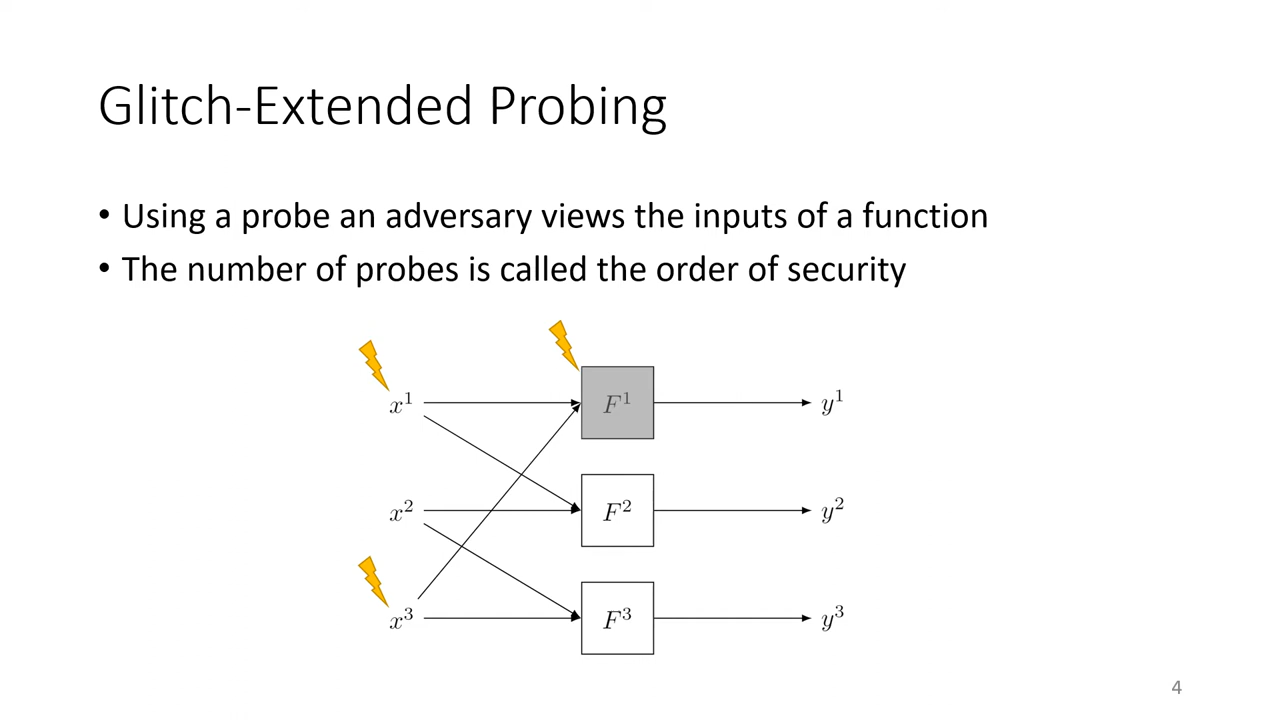 Glitch-Extended Probing
• Using a probe an adversary views the inputs of a function
• The number of probes is called the order of security
x¹ F¹ y¹
x² F² y²
x³ F³ y³
4